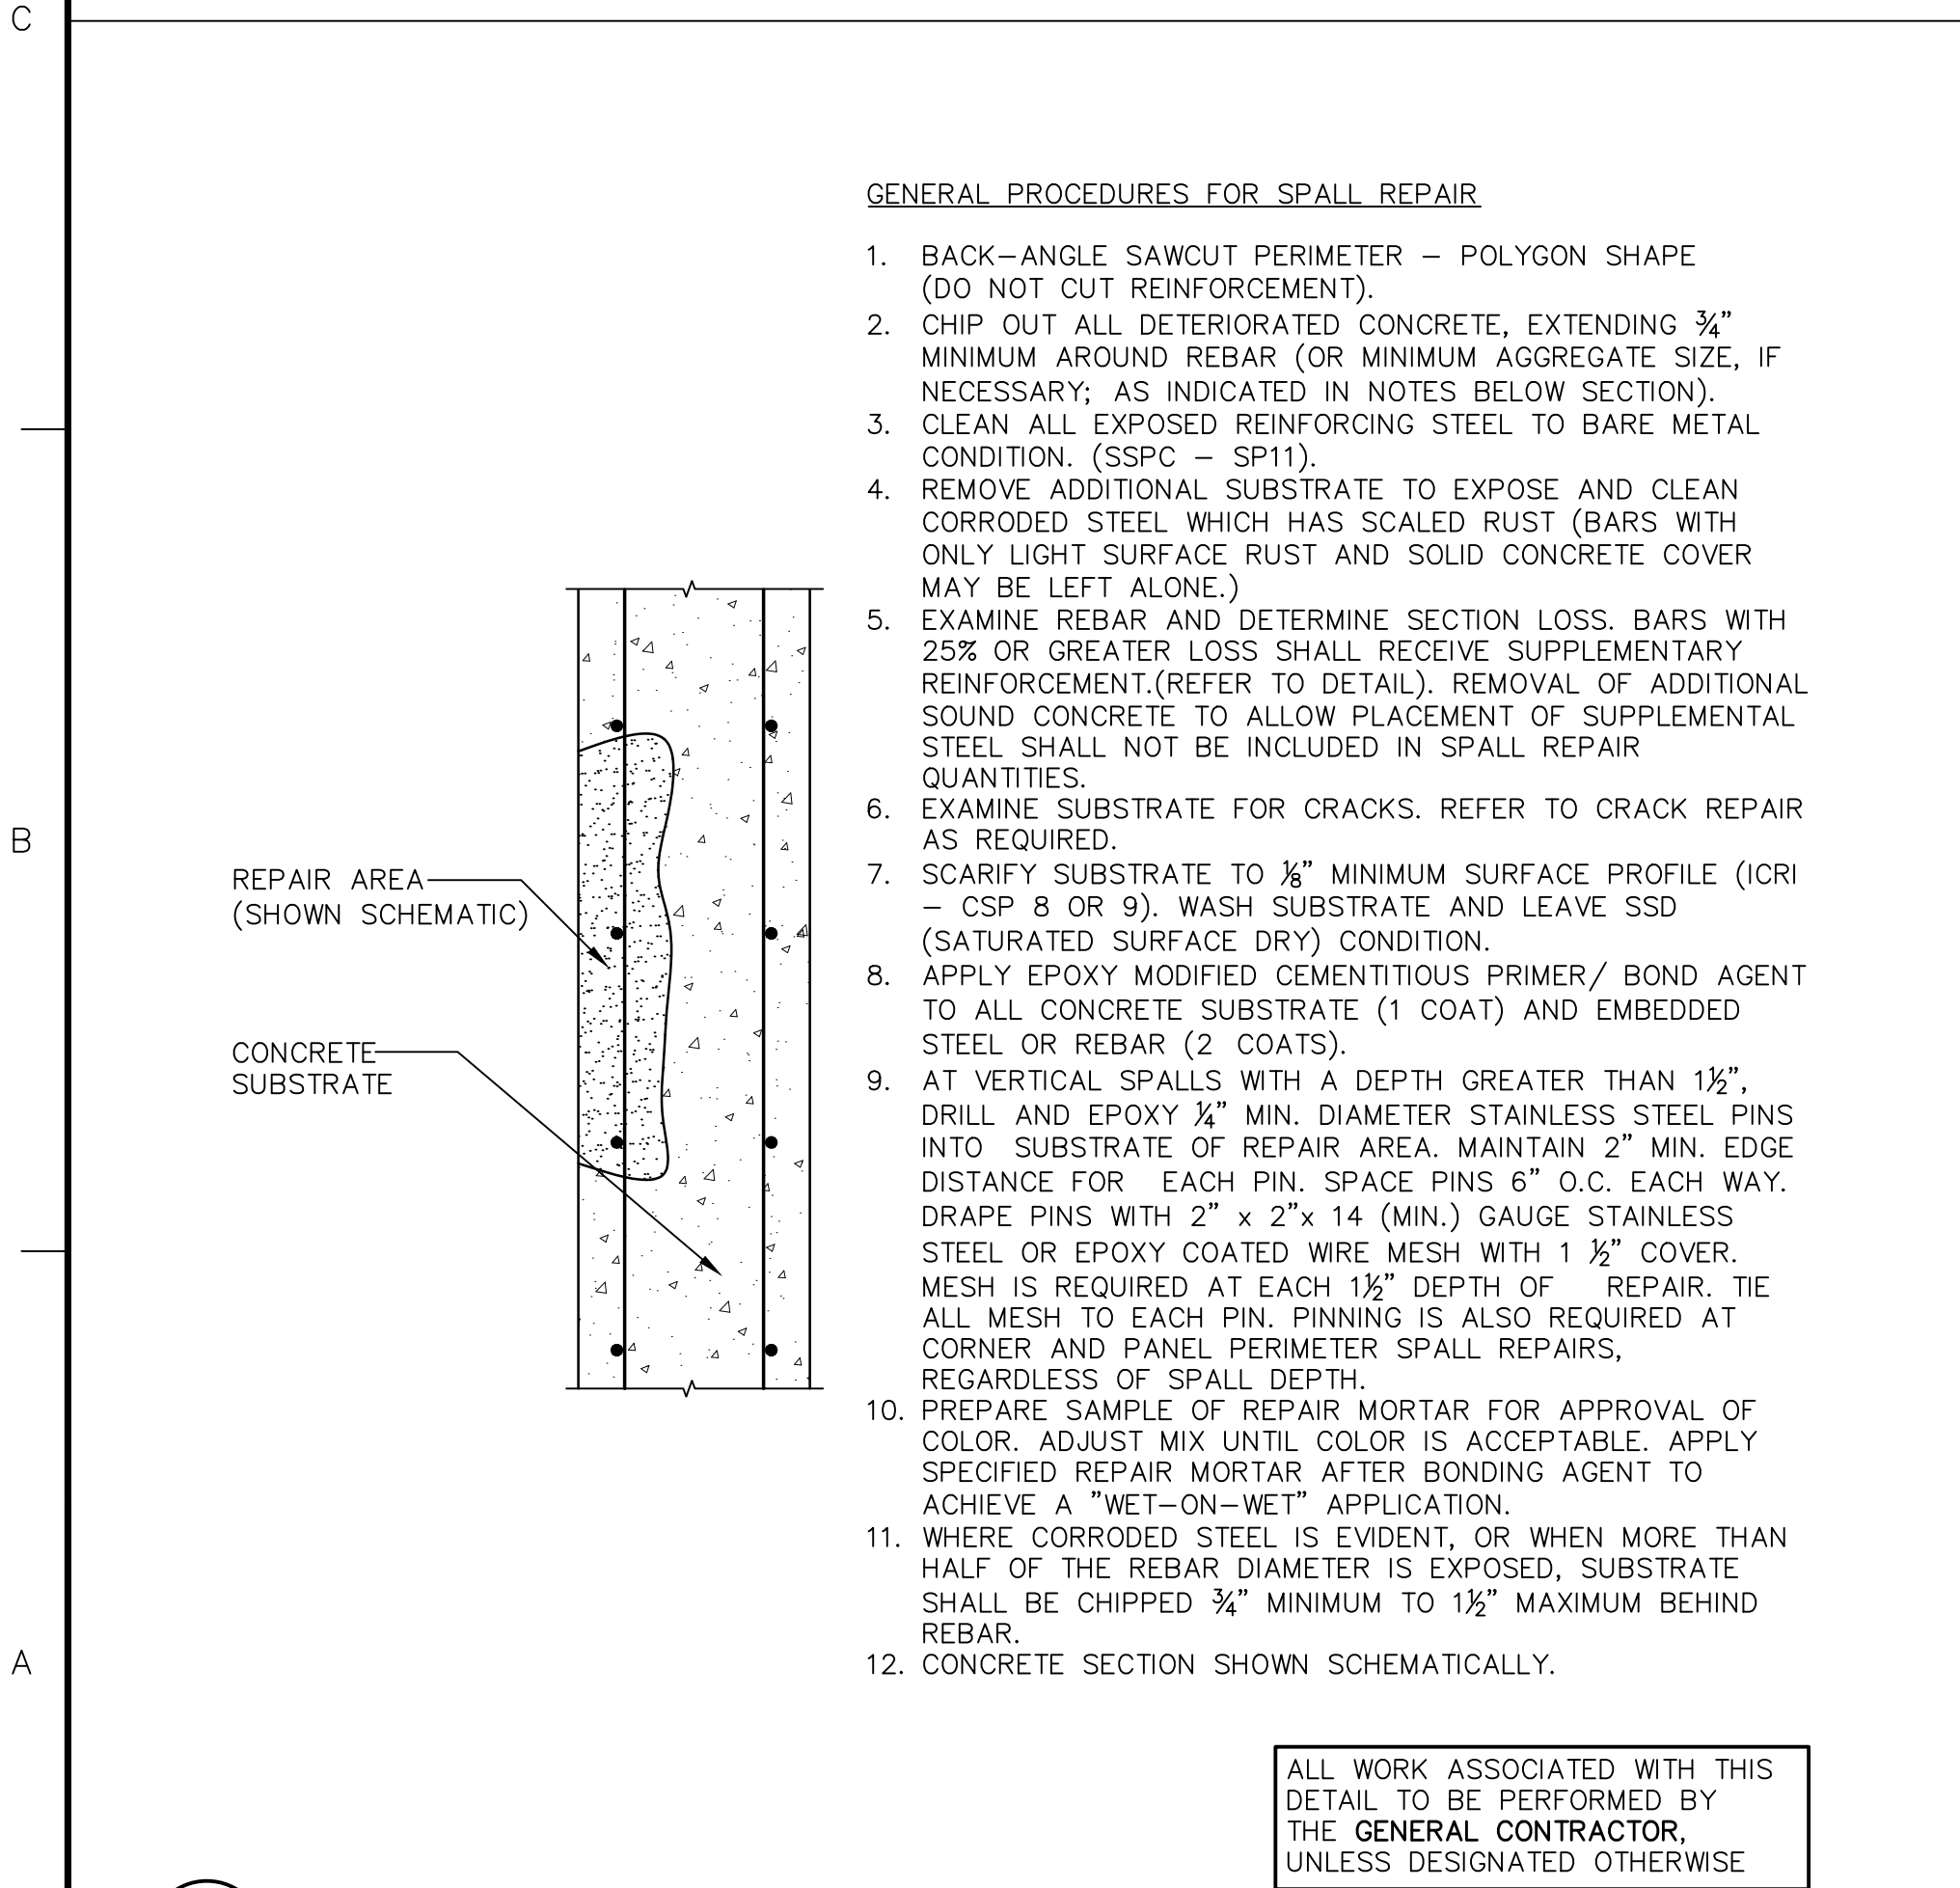 C
GENERAL PROCEDURES FOR SPALL REPAIR
1. BACK–ANGLE SAWCUT PERIMETER – POLYGON SHAPE
(DO NOT CUT REINFORCEMENT).
2. CHIP OUT ALL DETERIORATED CONCRETE, EXTENDING ¾”
MINIMUM AROUND REBAR (OR MINIMUM AGGREGATE SIZE, IF
NECESSARY; AS INDICATED IN NOTES BELOW SECTION).
3. CLEAN ALL EXPOSED REINFORCING STEEL TO BARE METAL
CONDITION. (SSPC – SP11).
4. REMOVE ADDITIONAL SUBSTRATE TO EXPOSE AND CLEAN
CORRODED STEEL WHICH HAS SCALED RUST (BARS WITH
ONLY LIGHT SURFACE RUST AND SOLID CONCRETE COVER
MAY BE LEFT ALONE.)
5. EXAMINE REBAR AND DETERMINE SECTION LOSS. BARS WITH
25% OR GREATER LOSS SHALL RECEIVE SUPPLEMENTARY
REINFORCEMENT.(REFER TO DETAIL). REMOVAL OF ADDITIONAL
SOUND CONCRETE TO ALLOW PLACEMENT OF SUPPLEMENTAL
STEEL SHALL NOT BE INCLUDED IN SPALL REPAIR
QUANTITIES.
6. EXAMINE SUBSTRATE FOR CRACKS. REFER TO CRACK REPAIR
AS REQUIRED.
7. SCARIFY SUBSTRATE TO ⅛” MINIMUM SURFACE PROFILE (ICRI
– CSP 8 OR 9). WASH SUBSTRATE AND LEAVE SSD
(SATURATED SURFACE DRY) CONDITION.
8. APPLY EPOXY MODIFIED CEMENTITIOUS PRIMER/ BOND AGENT
TO ALL CONCRETE SUBSTRATE (1 COAT) AND EMBEDDED
STEEL OR REBAR (2 COATS).
9. AT VERTICAL SPALLS WITH A DEPTH GREATER THAN 1½”,
DRILL AND EPOXY ¼” MIN. DIAMETER STAINLESS STEEL PINS
INTO SUBSTRATE OF REPAIR AREA. MAINTAIN 2” MIN. EDGE
DISTANCE FOR EACH PIN. SPACE PINS 6” O.C. EACH WAY.
DRAPE PINS WITH 2” x 2”x 14 (MIN.) GAUGE STAINLESS
STEEL OR EPOXY COATED WIRE MESH WITH 1 ½” COVER.
MESH IS REQUIRED AT EACH 1½” DEPTH OF REPAIR. TIE
ALL MESH TO EACH PIN. PINNING IS ALSO REQUIRED AT
CORNER AND PANEL PERIMETER SPALL REPAIRS,
REGARDLESS OF SPALL DEPTH.
10. PREPARE SAMPLE OF REPAIR MORTAR FOR APPROVAL OF
COLOR. ADJUST MIX UNTIL COLOR IS ACCEPTABLE. APPLY
SPECIFIED REPAIR MORTAR AFTER BONDING AGENT TO
ACHIEVE A ”WET–ON–WET” APPLICATION.
11. WHERE CORRODED STEEL IS EVIDENT, OR WHEN MORE THAN
HALF OF THE REBAR DIAMETER IS EXPOSED, SUBSTRATE
SHALL BE CHIPPED ¾” MINIMUM TO 1½” MAXIMUM BEHIND
REBAR.
12. CONCRETE SECTION SHOWN SCHEMATICALLY.
B
REPAIR AREA
(SHOWN SCHEMATIC)
CONCRETE
SUBSTRATE
A
ALL WORK ASSOCIATED WITH THIS
DETAIL TO BE PERFORMED BY
THE GENERAL CONTRACTOR,
UNLESS DESIGNATED OTHERWISE